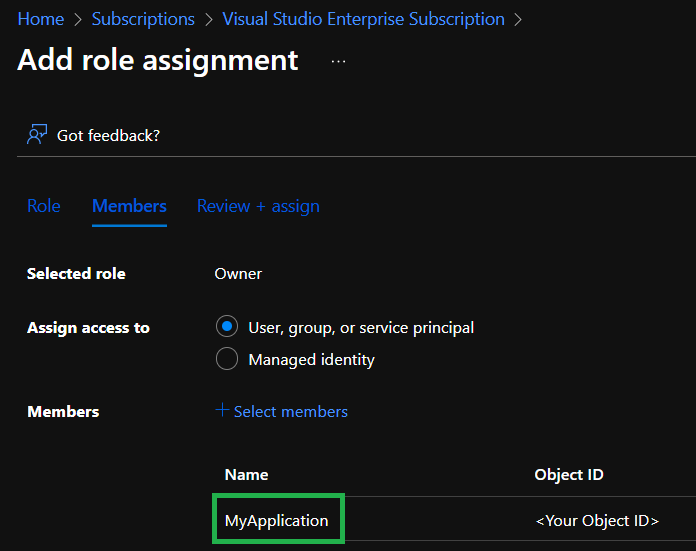 Home > Subscriptions > Visual Studio Enterprise Subscription >
Add role assignment ...
Got feedback?
Role Members Review + assign
Selected role Owner
Assign access to User, group, or service principal
Managed identity
Members + Select members
Name Object ID
MyApplication <Your Object ID>